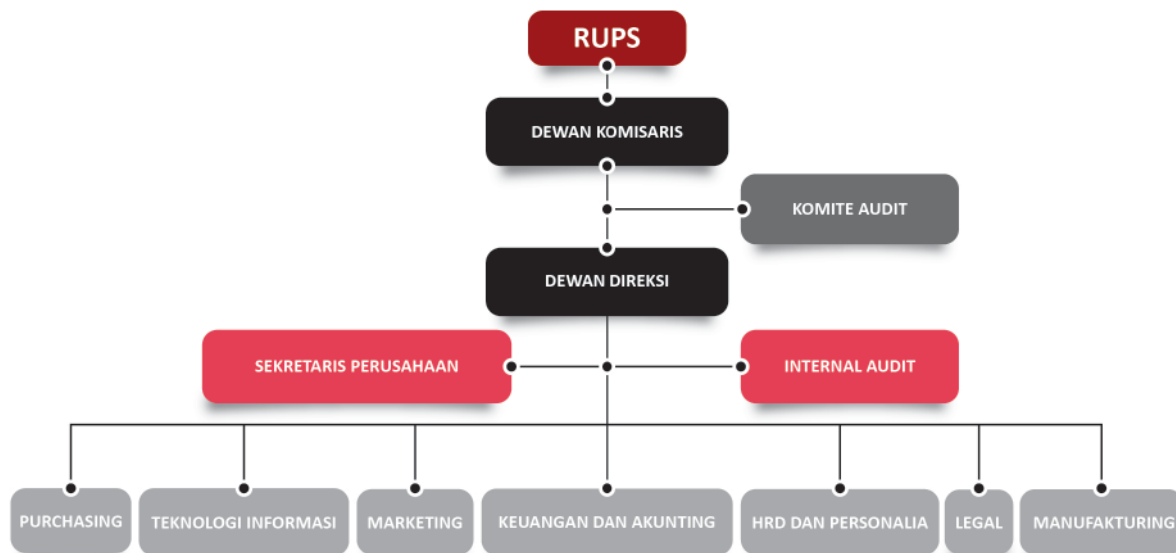 RUPS
DEWAN KOMISARIS
KOMITE AUDIT
DEWAN DIREKSI
SEKRETARIS PERUSAHAAN
INTERNAL AUDIT
PURCHASING
TEKNOLOGI INFORMASI
MARKETING
KEUANGAN DAN AKUNTING
HRD DAN PERSONALIA
LEGAL
MANUFAKTURING